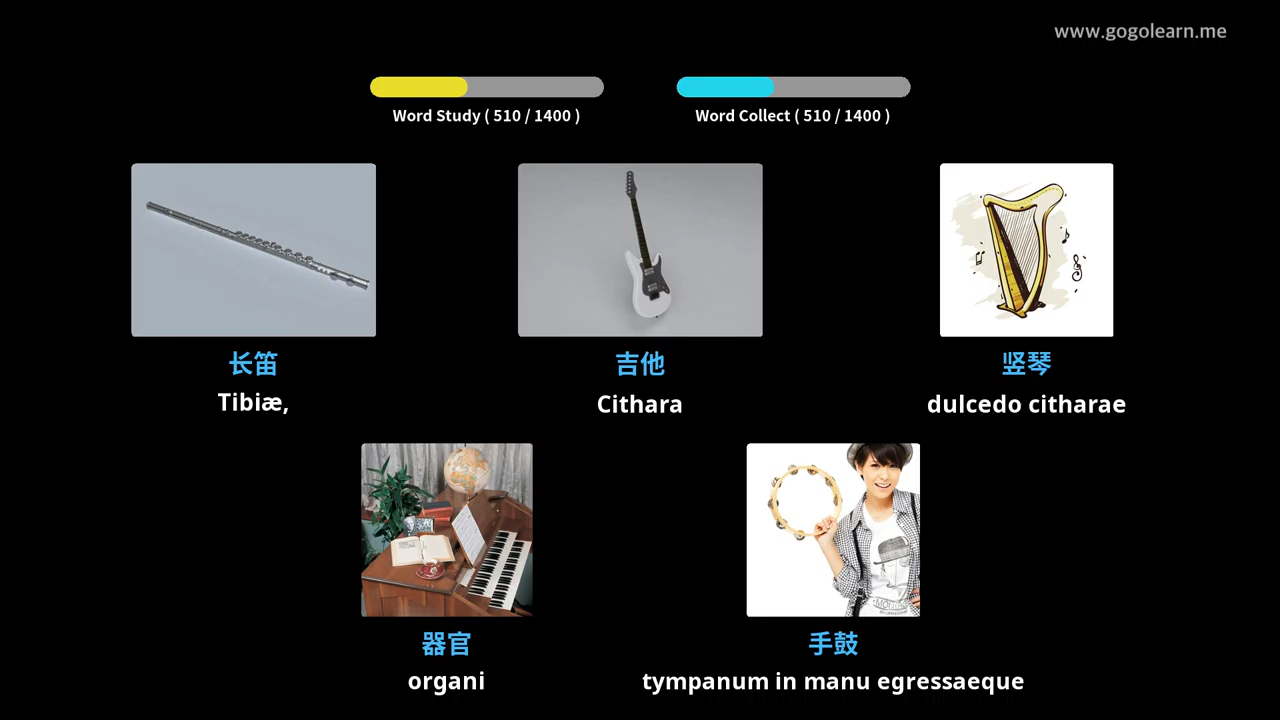 www.gogolearn.me
Word Study ( 510 / 1400 )
Word Collect ( 510 / 1400 )
长笛
吉他
竖琴
Tibiæ,
Cithara
dulcedo citharae
器官
手鼓
organi
tympanum in manu egressaeque